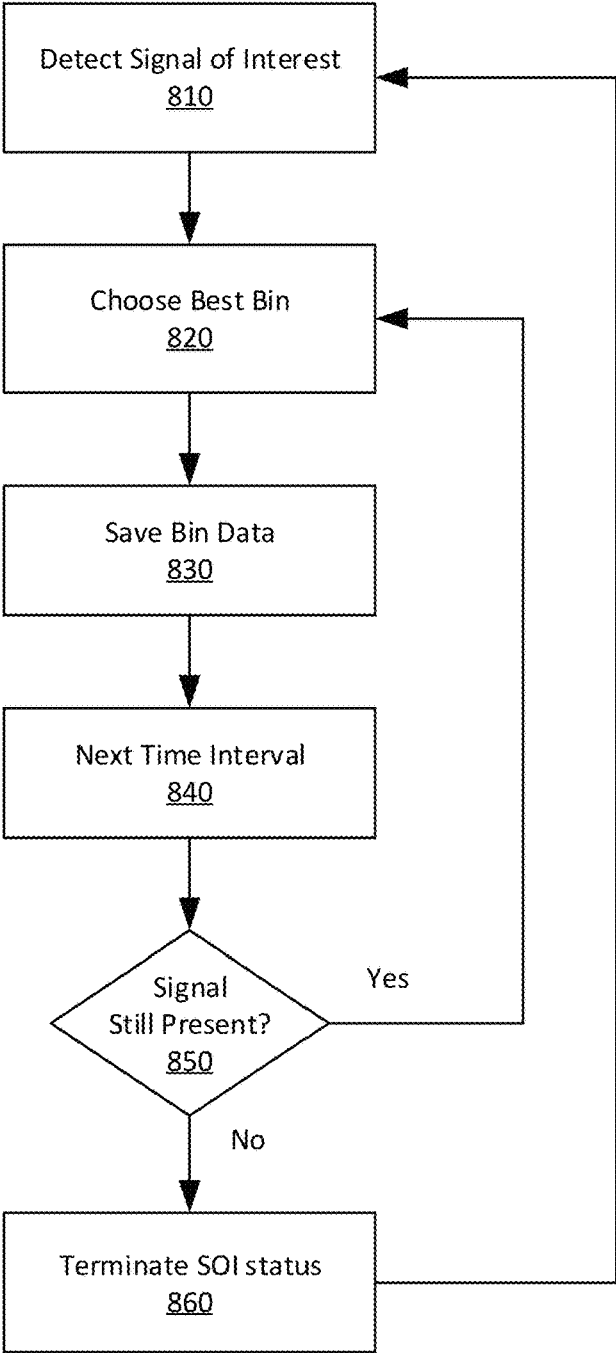 Detect Signal of Interest
810
Choose Best Bin
820
Save Bin Data
830
Next Time Interval
840
Signal
Still Present?
850
Yes
No
Terminate SOI status
860